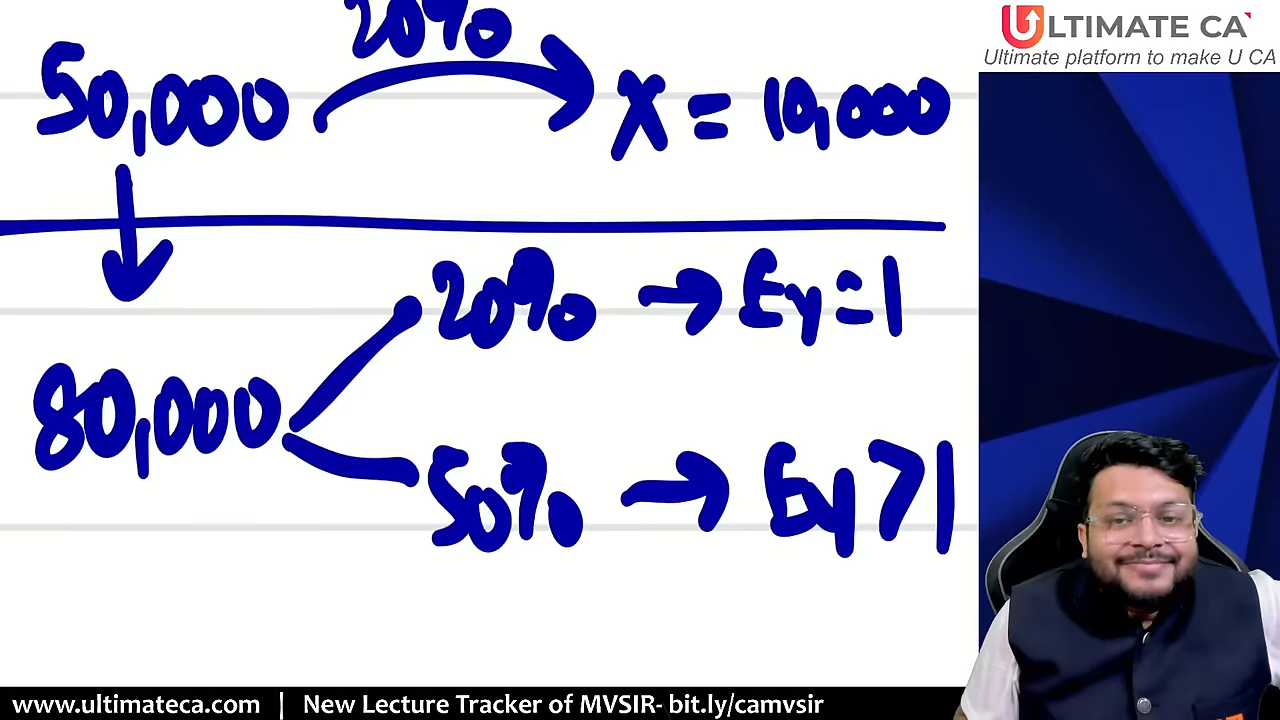 20%
50,000 → X = 10,000
20% → Ey = 1
80,000
50% → Ey > 1
ULTIMATE CA
Ultimate platform to make U CA
www.ultimateca.com | New Lecture Tracker of MVSIR- bit.ly/camvsir